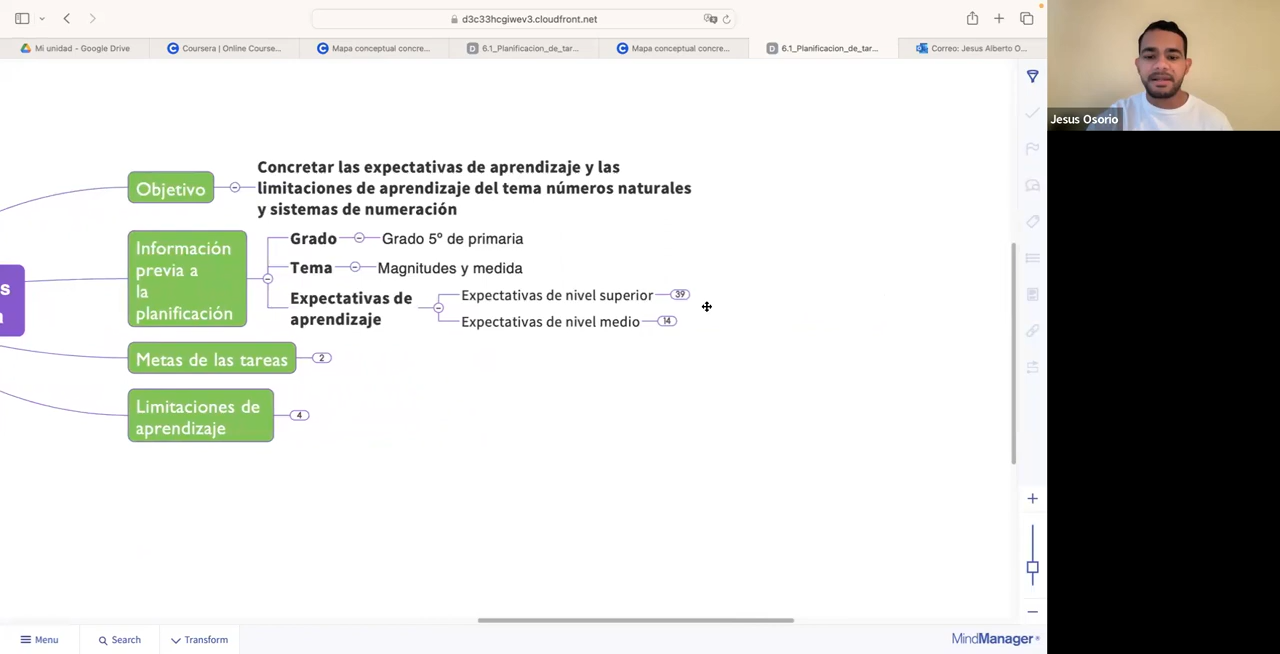 d3c33hcgiwev3.cloudfront.net
Mi unidad - Google Drive
Coursera | Online Course...
Mapa conceptual concre...
6.1_Planificacion_de_tar...
Mapa conceptual concre...
6.1_Planificacion_de_tar...
Correo: Jesus Alberto O...
Jesus Osorio
Objetivo
Concretar las expectativas de aprendizaje y las
limitaciones de aprendizaje del tema números naturales
y sistemas de numeración
Información
previa a
la
planificación
Grado
Grado 5º de primaria
Tema
Magnitudes y medida
Expectativas de
aprendizaje
Expectativas de nivel superior
39
Expectativas de nivel medio
14
s
a
Metas de las tareas
2
Limitaciones de
aprendizaje
4
Menu
Search
Transform
MindManager